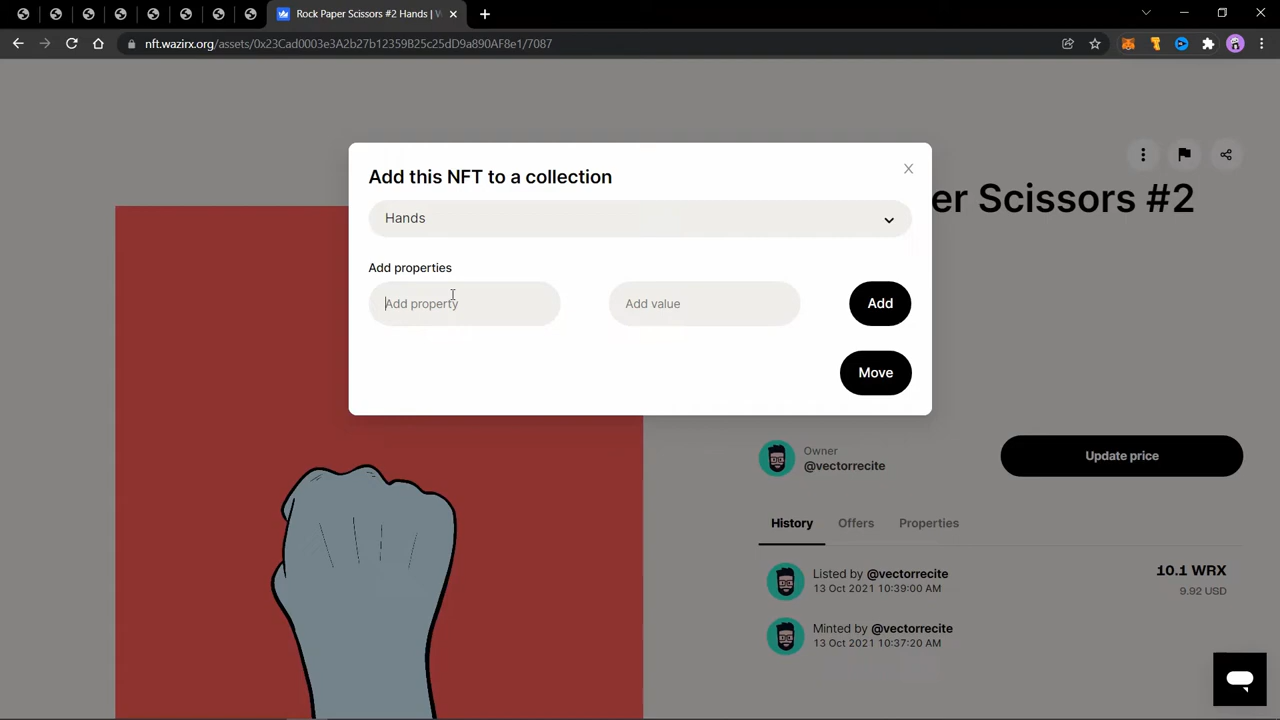 Rock Paper Scissors #2 Hands | W
nft.wazirx.org/assets/0x23Cad0003e3A2b27b12359B25c25dD9a890AF8e1/7087
Add this NFT to a collection
er Scissors #2
Hands
Add properties
Add property
Add value
Add
Move
Owner
@vectorrecite
Update price
History
Offers
Properties
Listed by @vectorrecite
13 Oct 2021 10:39:00 AM
10.1 WRX
9.92 USD
Minted by @vectorrecite
13 Oct 2021 10:37:20 AM